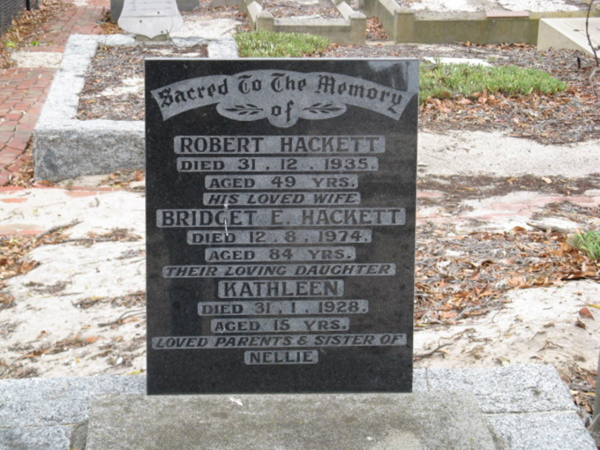 Sacred To The Memory
of
ROBERT HACKETT
DIED 31.12.1935.
AGED 49 YRS.
HIS LOVED WIFE
BRIDGET E. HACKETT
DIED 12.8.1974.
AGED 84 YRS.
THEIR LOVING DAUGHTER
KATHLEEN
DIED 31.1.1928.
AGED 15 YRS.
LOVED PARENTS & SISTER OF
NELLIE